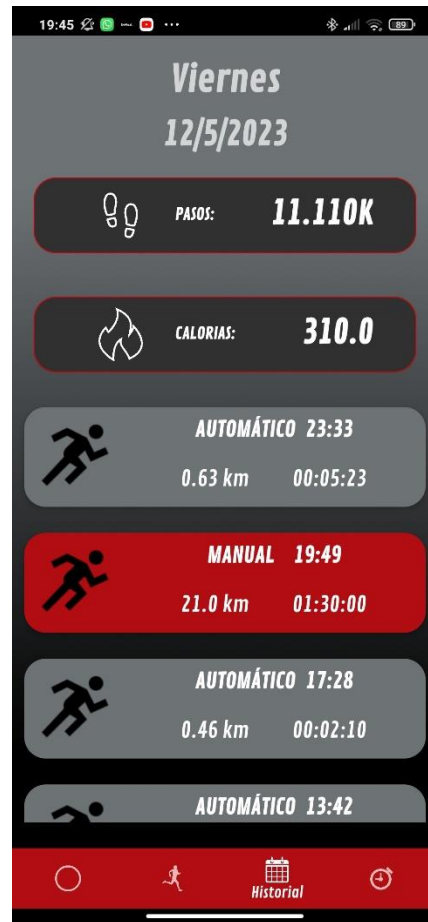 19:45 89
Viernes
12/5/2023
PASOS: 11.110K
CALORIAS: 310.0
AUTOMÁTICO 23:33
0.63 km 00:05:23
MANUAL 19:49
21.0 km 01:30:00
AUTOMÁTICO 17:28
0.46 km 00:02:10
AUTOMÁTICO 13:42
Historial